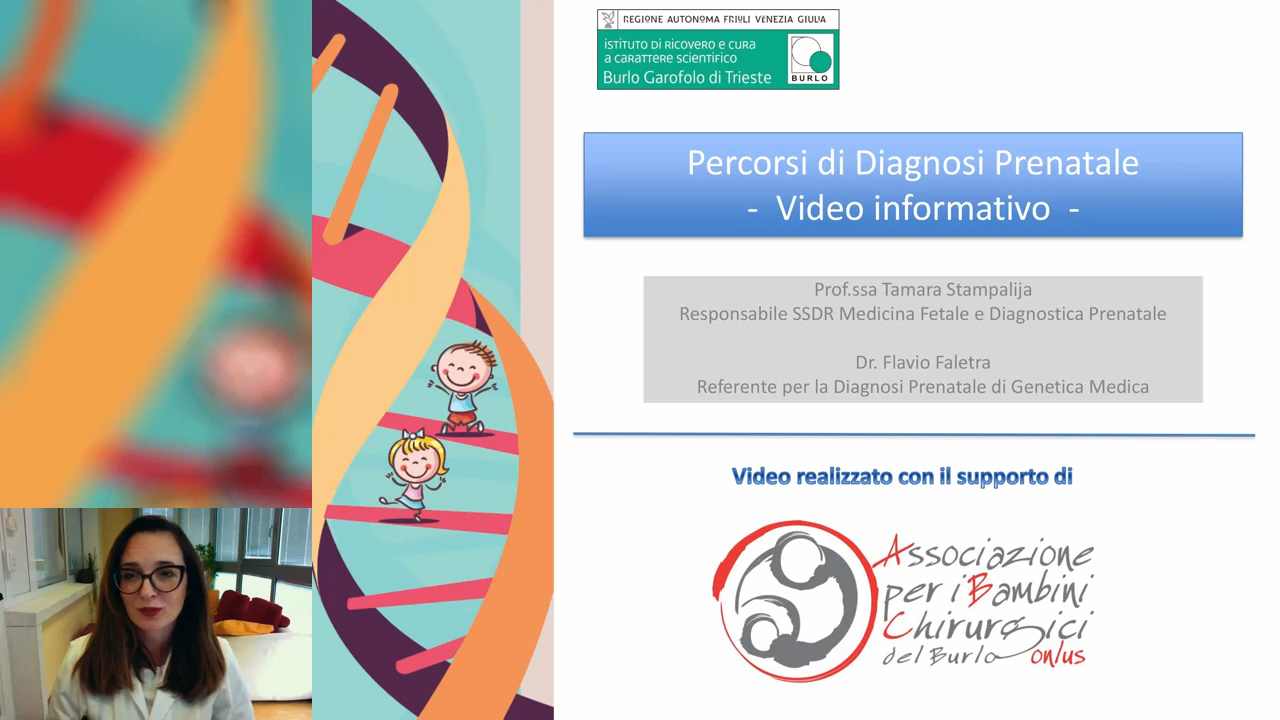 REGIONE AUTONOMA FRIULI VENEZIA GIULIA
ISTITUTO DI RICOVERO E CURA
A CARATTERE SCIENTIFICO
Burlo Garofolo di Trieste
BURLO
Percorsi di Diagnosi Prenatale
- Video informativo -
Prof.ssa Tamara Stampalija
Responsabile SSDR Medicina Fetale e Diagnostica Prenatale
Dr. Flavio Faletra
Referente per la Diagnosi Prenatale di Genetica Medica
Video realizzato con il supporto di
Associazione
per i Bambini
Chirurgici
del Burlo onlus